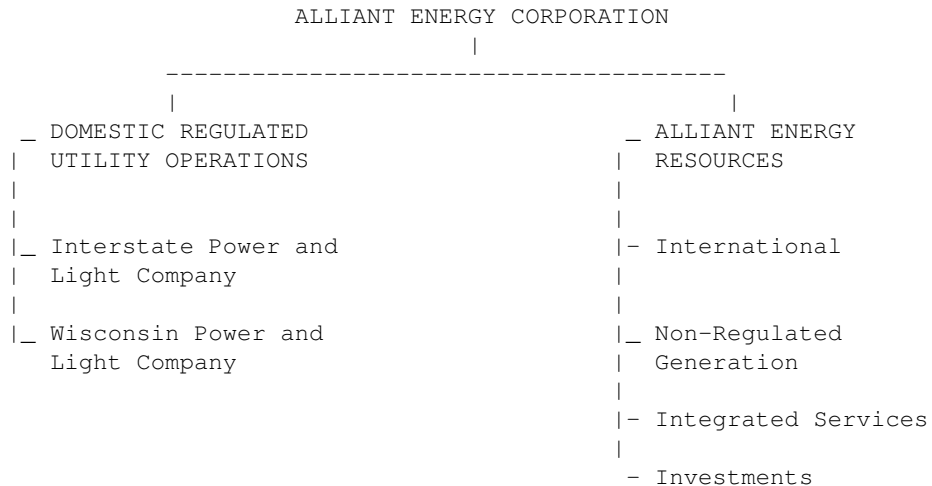 ALLIANT ENERGY CORPORATION
DOMESTIC REGULATED
UTILITY OPERATIONS
Interstate Power and
Light Company
Wisconsin Power and
Light Company
ALLIANT ENERGY
RESOURCES
International
Non-Regulated
Generation
Integrated Services
Investments